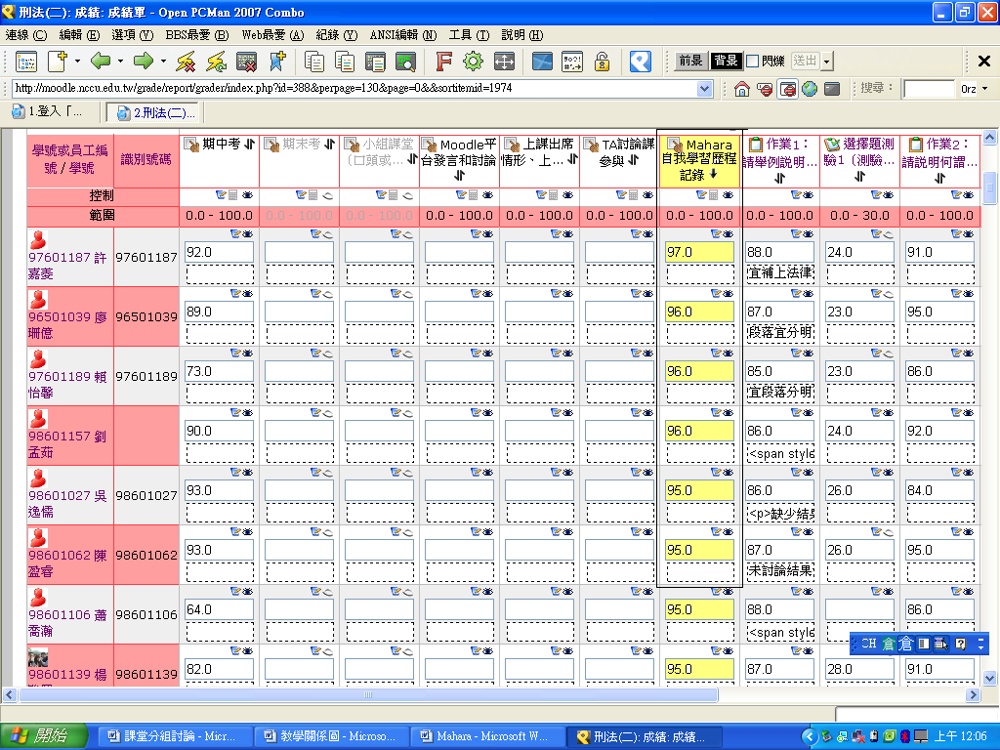 刑法(二): 成績: 成績單 - Open PCMan 2007 Combo
連線 (C) 編輯 (E) 選項 (Y) BBS最愛 (B) Web最愛 (A) 紀錄 (Y) ANSI編輯 (N) 工具 (T) 說明 (H)
前景 背景 閃爍 送出
http://moodle.nccu.edu.tw/grade/report/grader/index.php?id=388&perpage=130&page=0&&sortitemid=1974
搜尋: Orz
1.登入「... 2.刑法(二)...
學號或員工編號 / 學號 識別號碼 期中考 期末考 小組課堂(口頭或... Moodle平台發言和討論 上課出席情形、上... TA討論課參與 Mahara自我學習歷程記錄 作業1:請舉例説明... 選擇題測驗1(測驗... 作業2:請説明何謂...
控制
範圍 0.0 - 100.0 0.0 - 100.0 0.0 - 100.0 0.0 - 100.0 0.0 - 100.0 0.0 - 100.0 0.0 - 100.0 0.0 - 100.0 0.0 - 30.0 0.0 - 100.0
97601187 許嘉菱 97601187 92.0 97.0 88.0 24.0 91.0
宜補上法律
96501039 廖珊億 96501039 89.0 96.0 87.0 23.0 95.0
段落宜分明
97601189 賴怡馨 97601189 73.0 96.0 85.0 23.0 86.0
宜段落分明
98601157 劉孟茹 98601157 90.0 96.0 86.0 24.0 92.0
<span style
98601027 吳逸儒 98601027 93.0 95.0 86.0 26.0 84.0
<p>缺少結果
98601062 陳盈睿 98601062 93.0 95.0 87.0 26.0 95.0
未討論結果
98601106 蕭喬瀚 98601106 64.0 95.0 88.0 86.0
<span style
98601139 楊 98601139 82.0 95.0 87.0 28.0 91.0
CH 倉 倉
開始 課堂分組討論 - Micr... 教學關係圖 - Microso... Mahara - Microsoft W... 刑法(二): 成績: 成績... 上午 12:06